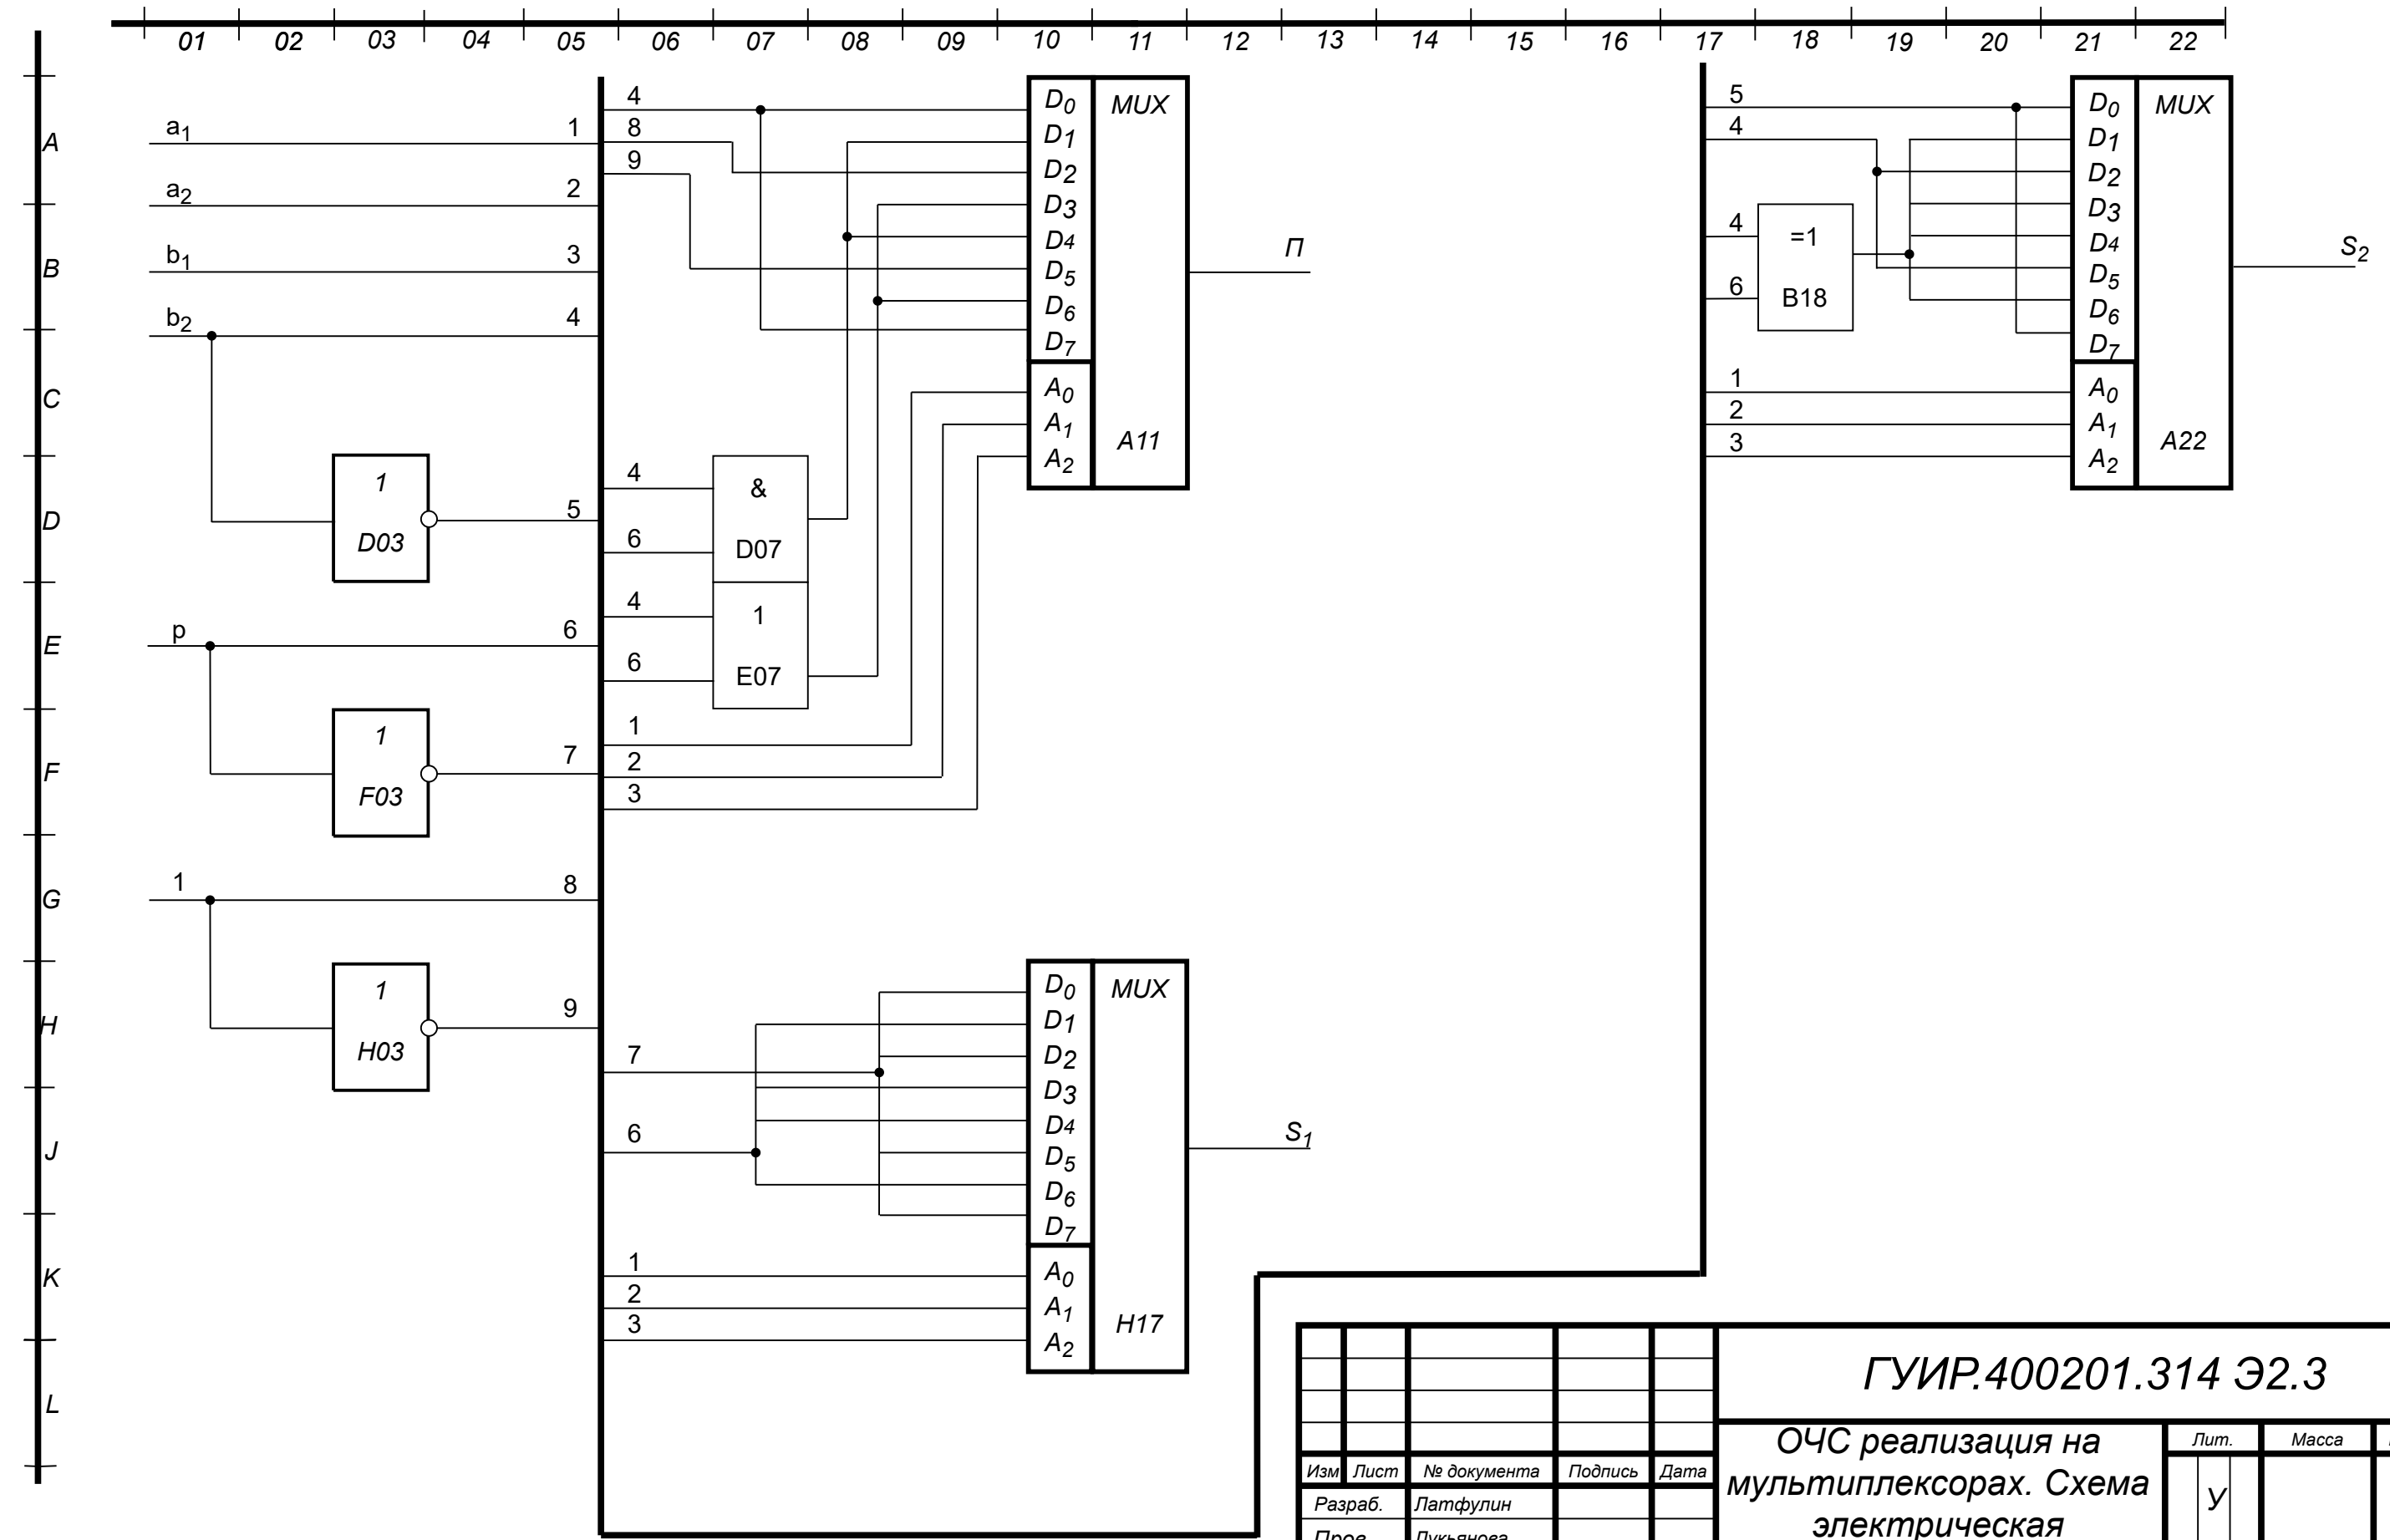 01 02 03 04 05 06 07 08 09 10 11 12 13 14 15 16 17 18 19 20 21 22
A
B
C
D
E
F
G
H
J
K
L
a1 1
a2 2
b1 3
b2 4
1
D03
5
p 6
1
F03
7
1 8
1
H03
9
4
8
9
4
6
&
D07
4
6
1
E07
1
2
3
D0
D1
D2
D3
D4
D5
D6
D7
A0
A1
A2
MUX
A11
П
7
6
1
2
3
D0
D1
D2
D3
D4
D5
D6
D7
A0
A1
A2
MUX
H17
S1
5
4
4
6
=1
B18
1
2
3
D0
D1
D2
D3
D4
D5
D6
D7
A0
A1
A2
MUX
A22
S2
ГУИР.400201.314 Э2.3
Изм Лист № документа Подпись Дата
Разраб. Латфулин
Пров. Лукьянова
ОЧС реализация на
мультиплексорах. Схема
электрическая
Лит. Масса
У